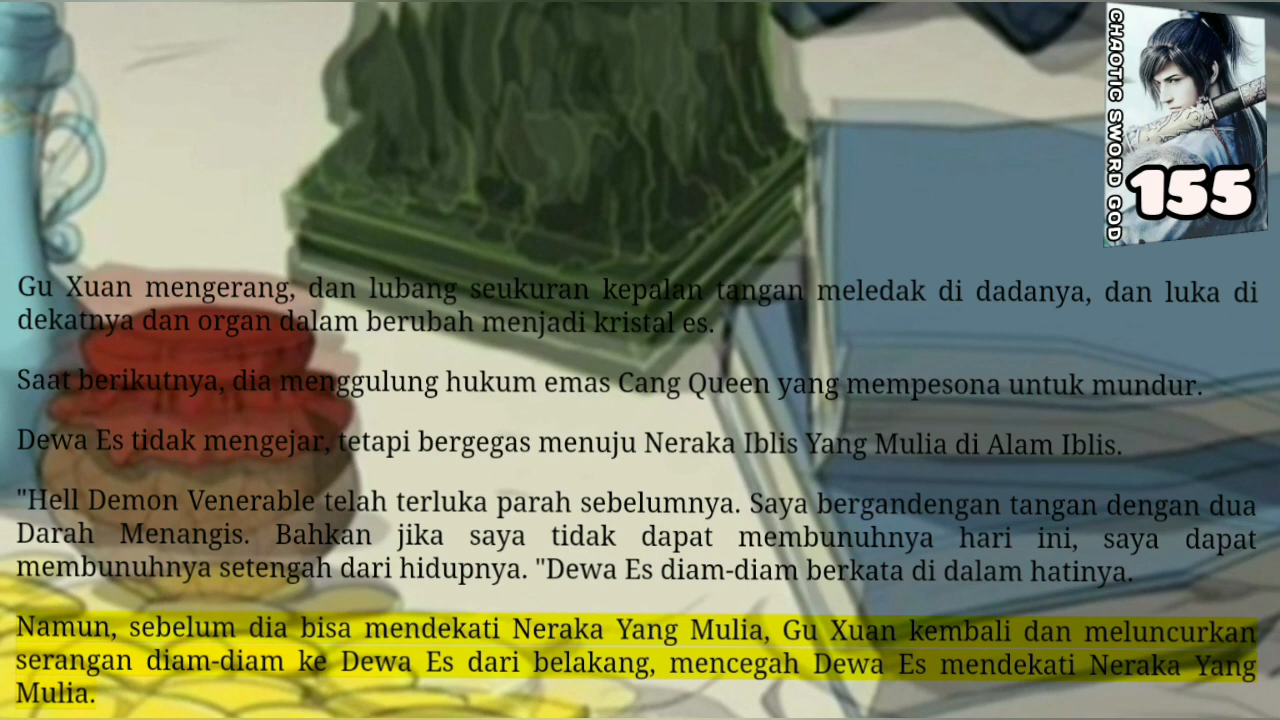 CHAOTIC SWORD GOD
155
Gu Xuan mengerang, dan lubang seukuran kepalan tangan meledak di dadanya, dan luka di
dekatnya dan organ dalam berubah menjadi kristal es.
Saat berikutnya, dia menggulung hukum emas Cang Queen yang mempesona untuk mundur.
Dewa Es tidak mengejar, tetapi bergegas menuju Neraka Iblis Yang Mulia di Alam Iblis.
"Hell Demon Venerable telah terluka parah sebelumnya. Saya bergandengan tangan dengan dua
Darah Menangis. Bahkan jika saya tidak dapat membunuhnya hari ini, saya dapat
membunuhnya setengah dari hidupnya. "Dewa Es diam-diam berkata di dalam hatinya.
Namun, sebelum dia bisa mendekati Neraka Yang Mulia, Gu Xuan kembali dan meluncurkan
serangan diam-diam ke Dewa Es dari belakang, mencegah Dewa Es mendekati Neraka Yang
Mulia.